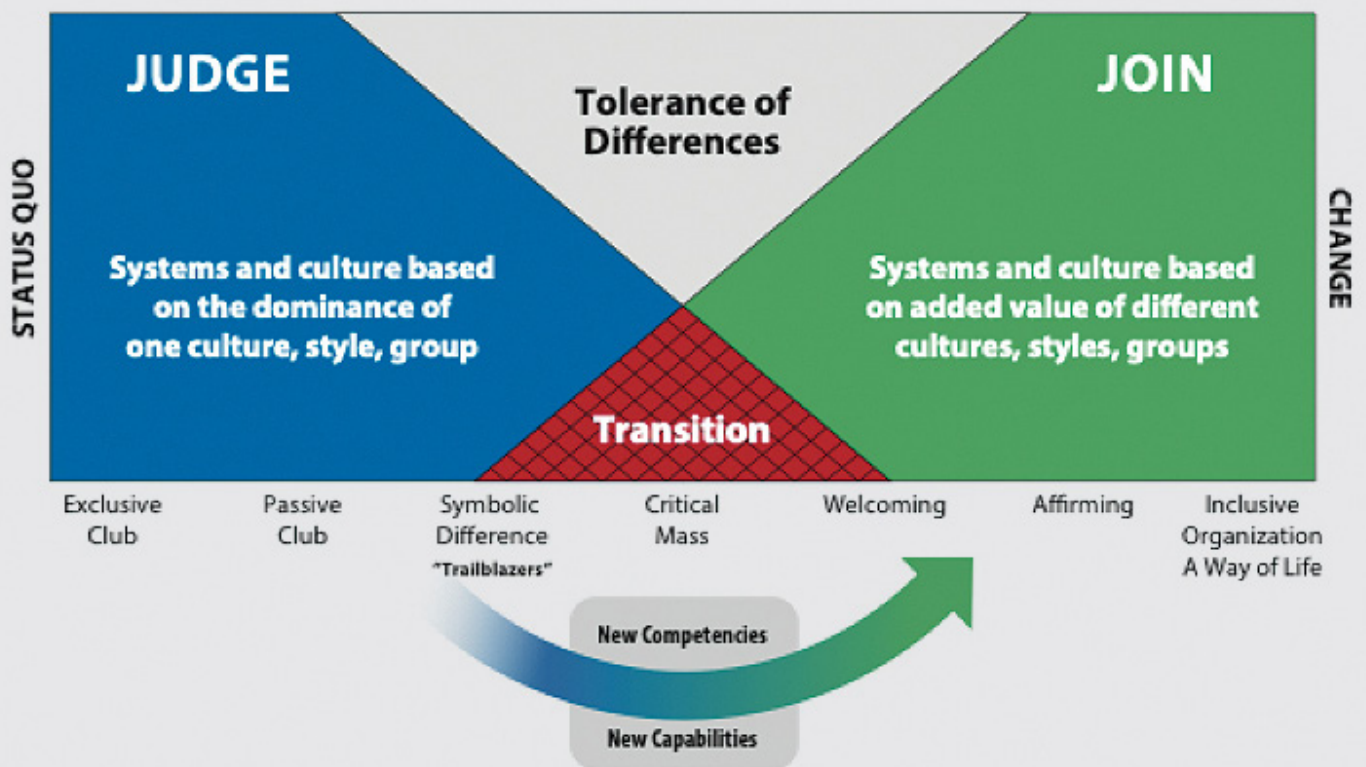 JUDGE
Tolerance of
Differences
JOIN
STATUS QUO
Systems and culture based
on the dominance of
one culture, style, group
Systems and culture based
on added value of different
cultures, styles, groups
CHANGE
Transition
Exclusive
Club
Passive
Club
Symbolic
Difference
"Trailblazers"
Critical
Mass
Welcoming
Affirming
Inclusive
Organization
A Way of Life
New Competencies
New Capabilities